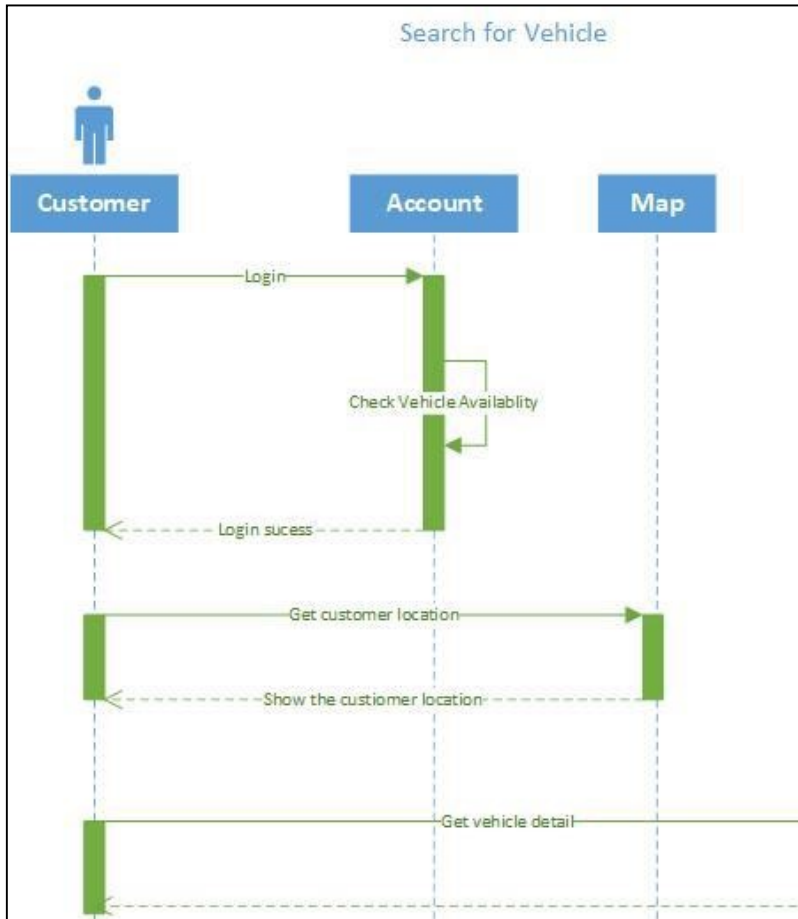 Search for Vehicle
Customer
Account
Map
Login
Check Vehicle Availablity
Login sucess
Get customer location
Show the custiomer location
Get vehicle detail